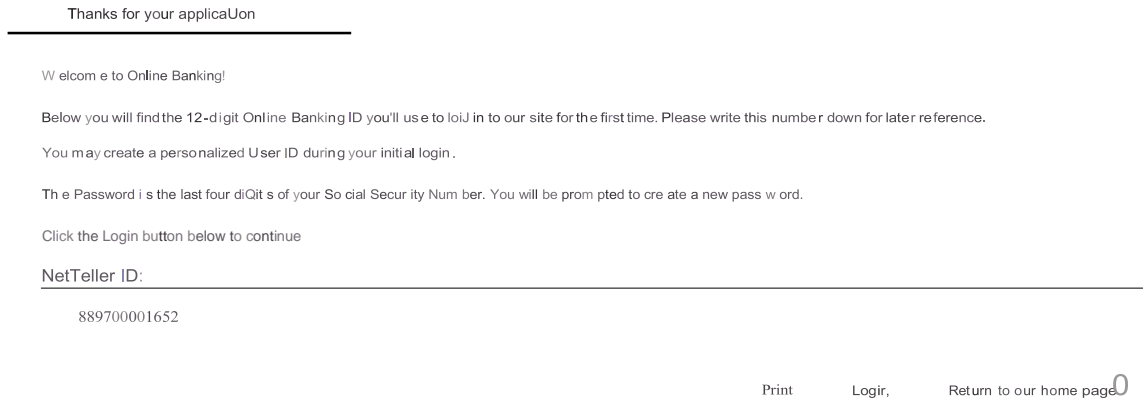 Thanks for your applicaUon
W elcom e to Online Banking!
Below you will find the 12-digit Online Banking ID you'll use to loiJ in to our site for the first time. Please write this number down for later reference.
You may create a personalized User ID during your initial login.
Th e Password i s the last four diQit s of your So cial Secur ity Num ber. You will be prom pted to cre ate a new pass w ord.
Click the Login button below to continue
NetTeller ID:
889700001652
Print Logir, Return to our home page 0